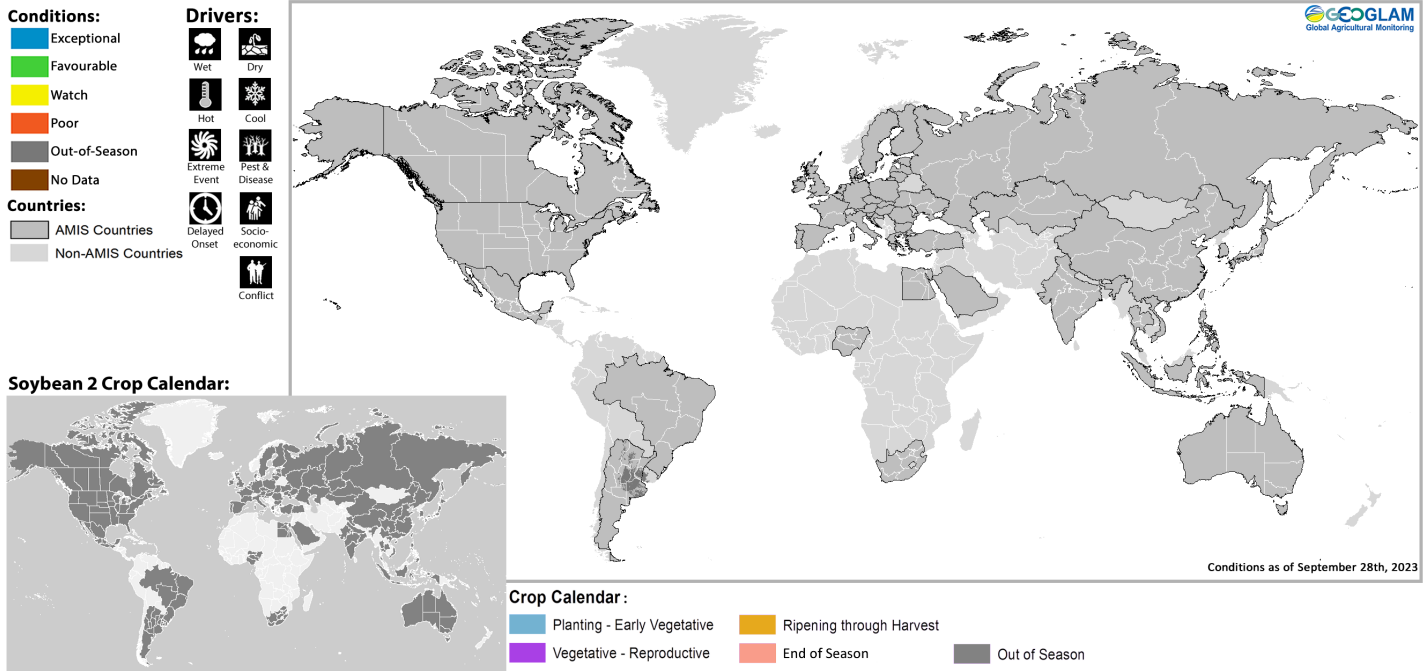 Conditions:
Exceptional
Favourable
Watch
Poor
Out-of-Season
No Data
Countries:
AMIS Countries
Non-AMIS Countries
Drivers:
Wet
Dry
Hot
Cool
Extreme
Event
Pest &
Disease
Delayed
Onset
Socio-
economic
Conflict
GEOGLAM
Global Agricultural Monitoring
Soybean 2 Crop Calendar:
Conditions as of September 28th, 2023
Crop Calendar :
Planting - Early Vegetative
Vegetative - Reproductive
Ripening through Harvest
End of Season
Out of Season